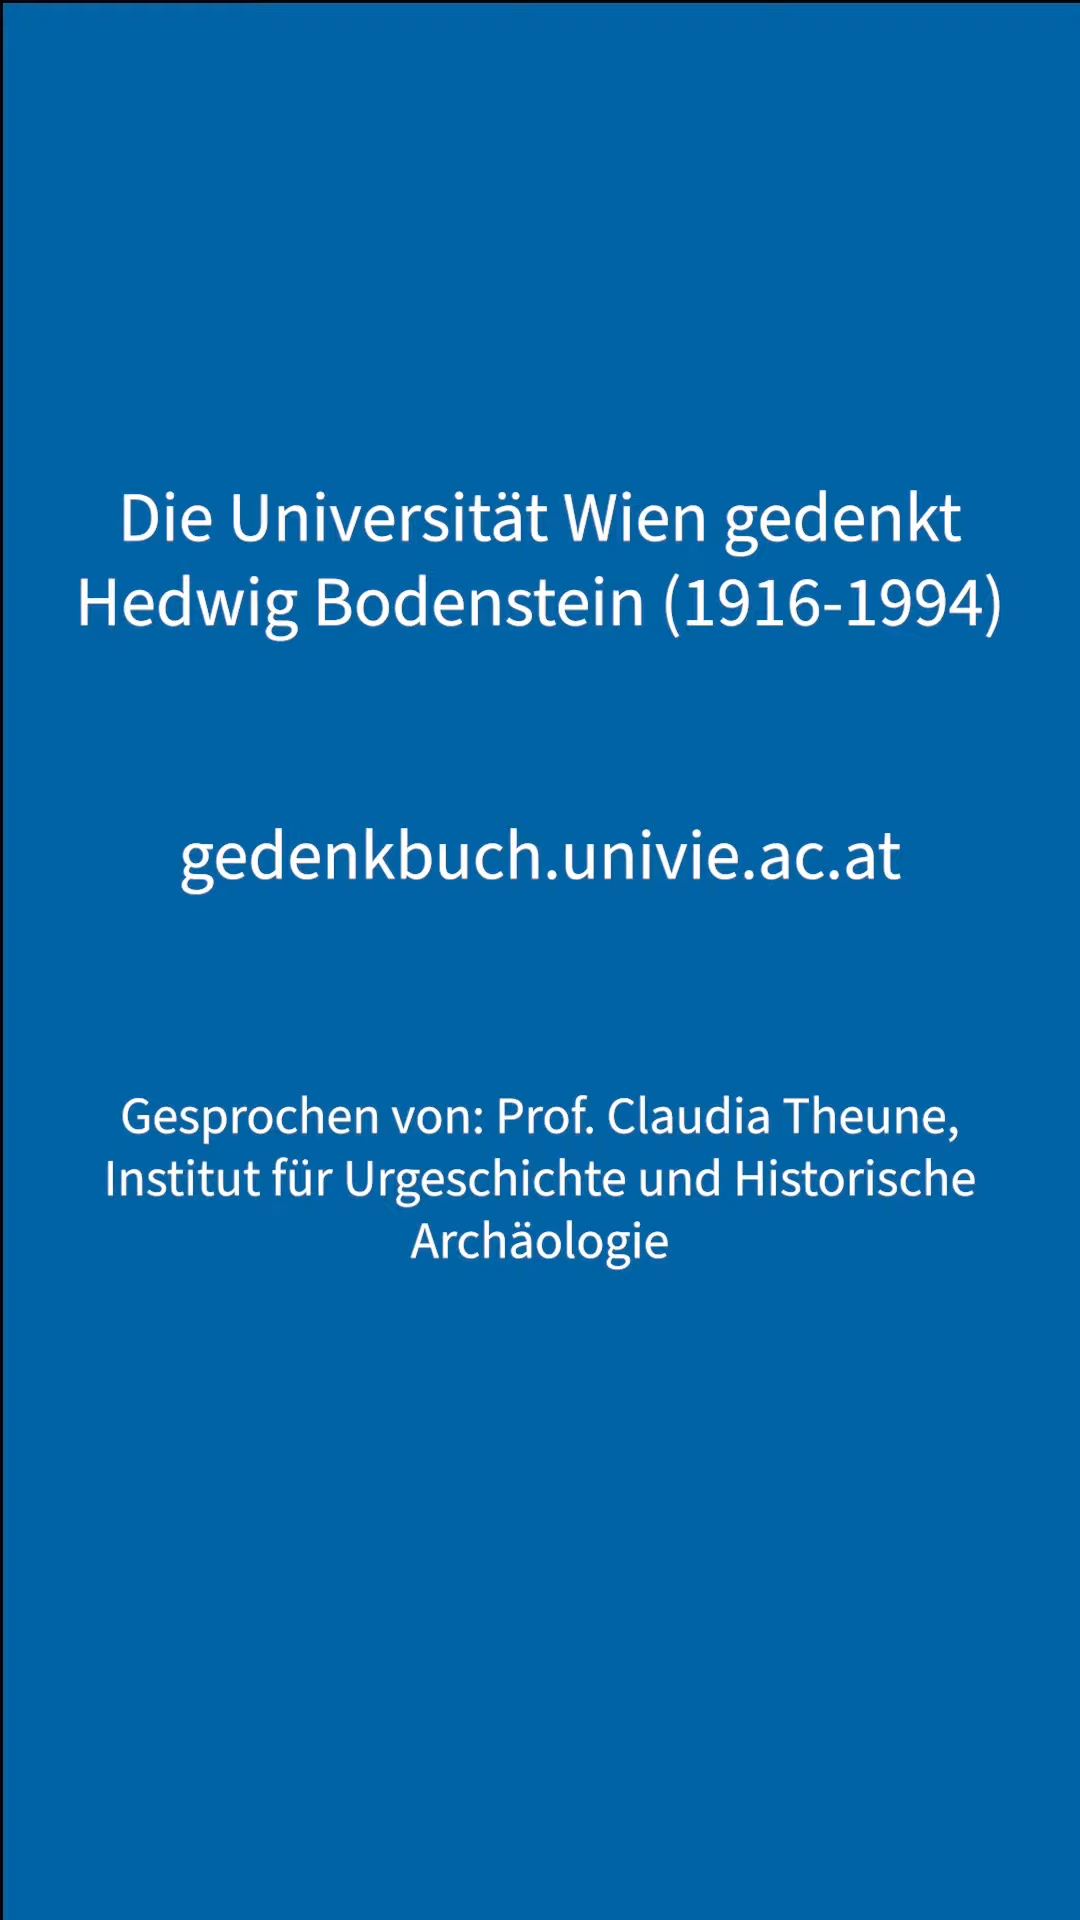 Die Universität Wien gedenkt
Hedwig Bodenstein (1916-1994)
gedenkbuch.univie.ac.at
Gesprochen von: Prof. Claudia Theune,
Institut für Urgeschichte und Historische
Archäologie